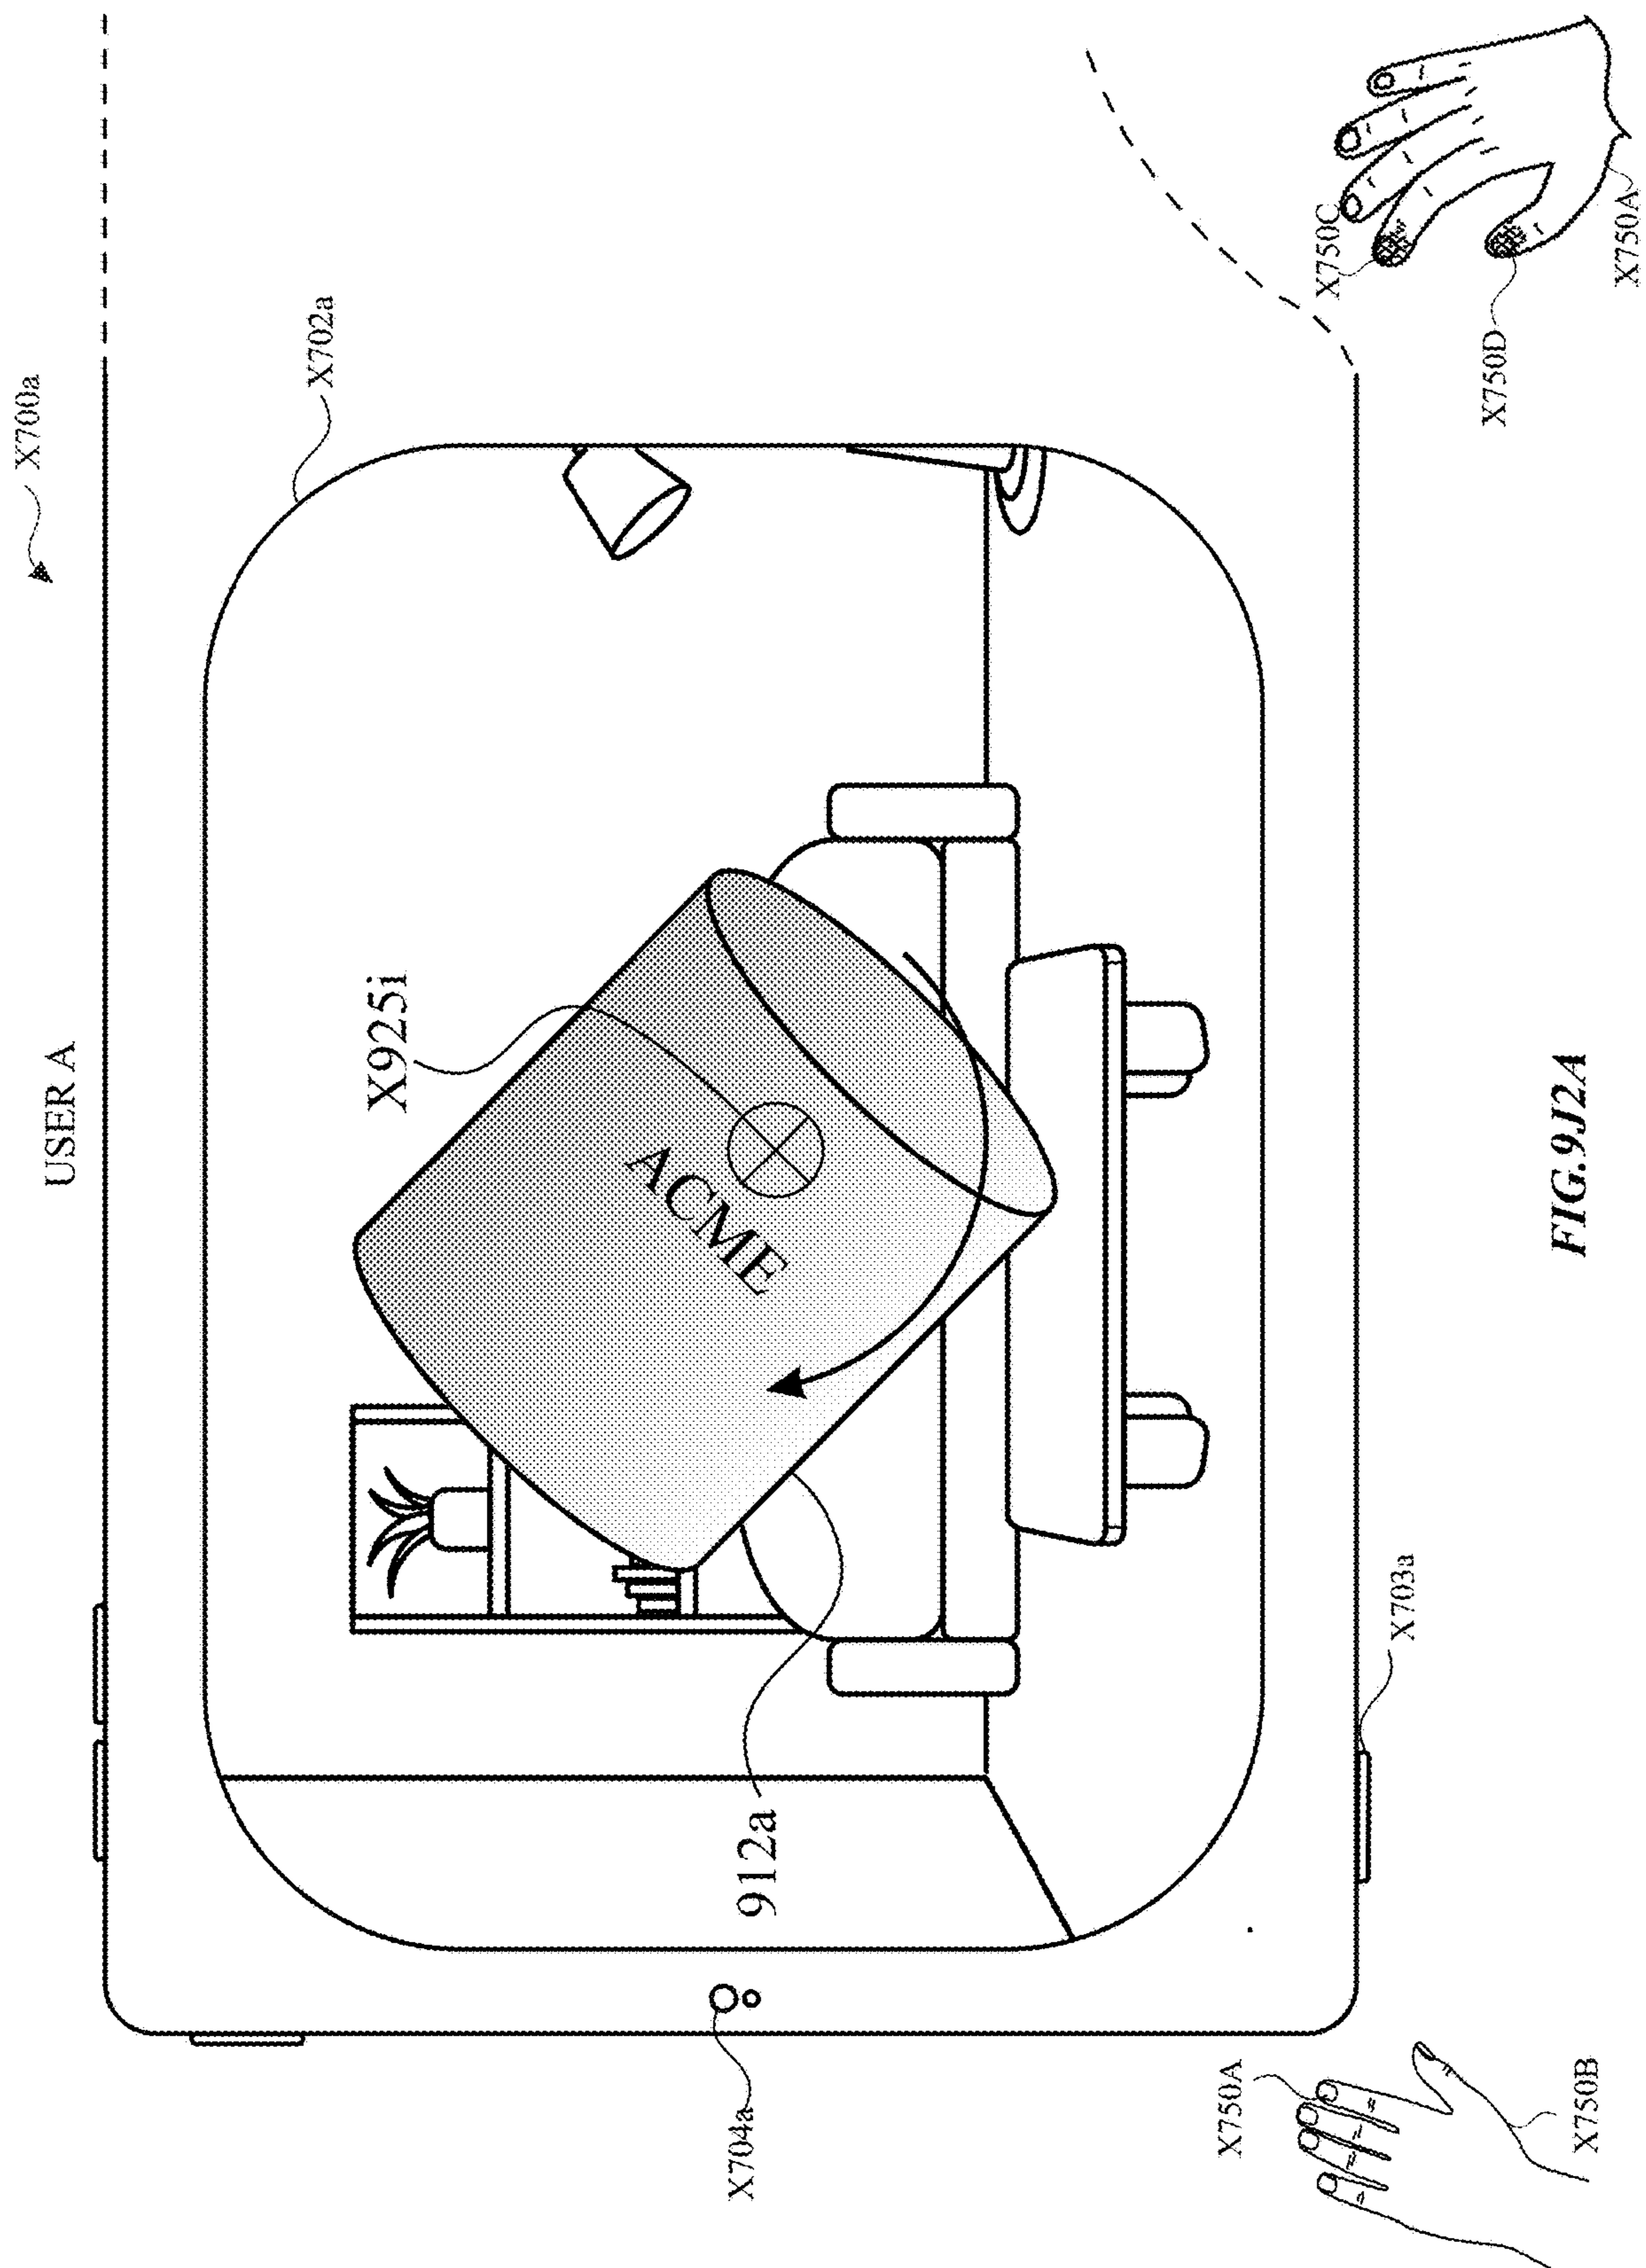 USER A
X700a
X702a
X925i
ACME
912a
X704a
X703a
X750A
X750B
X750C
X750D
X750A
FIG.9J2A